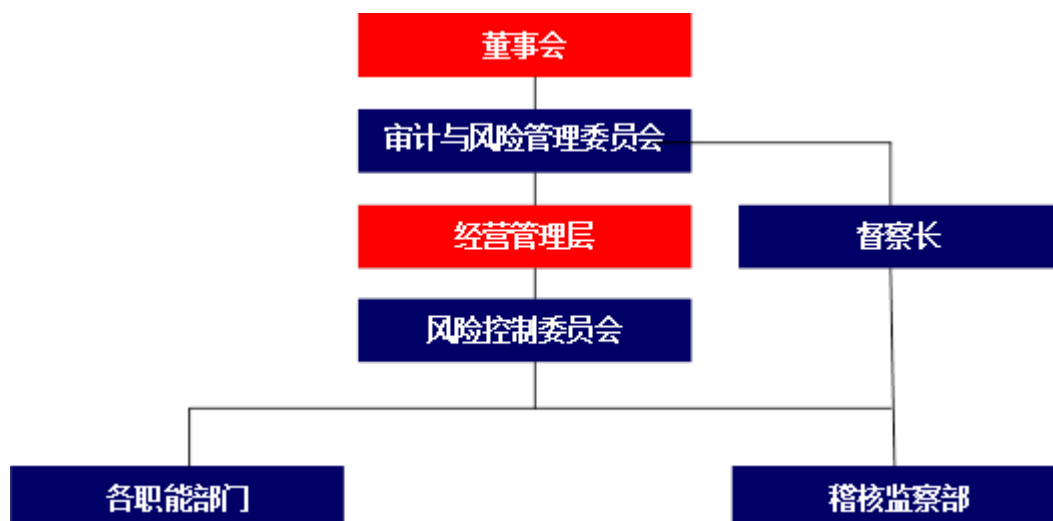 董事会
审计与风险管理委员会
经营管理层
督察长
风险控制委员会
各职能部门
稽核监察部